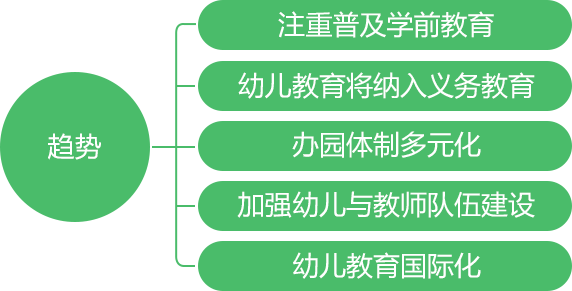 趋势
注重普及学前教育
幼儿教育将纳入义务教育
办园体制多元化
加强幼儿与教师队伍建设
幼儿教育国际化